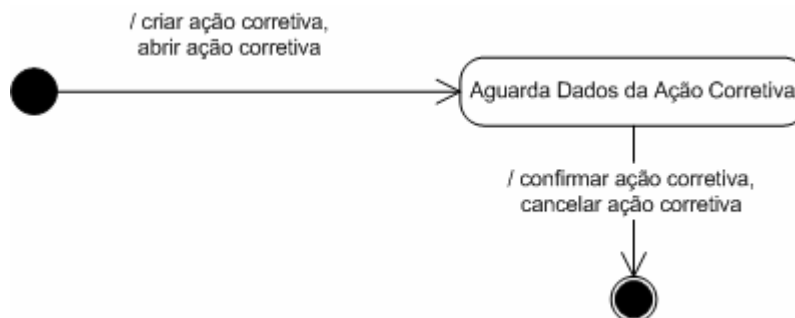 / criar ação corretiva,
abrir ação corretiva
Aguarda Dados da Ação Corretiva
/ confirmar ação corretiva,
cancelar ação corretiva